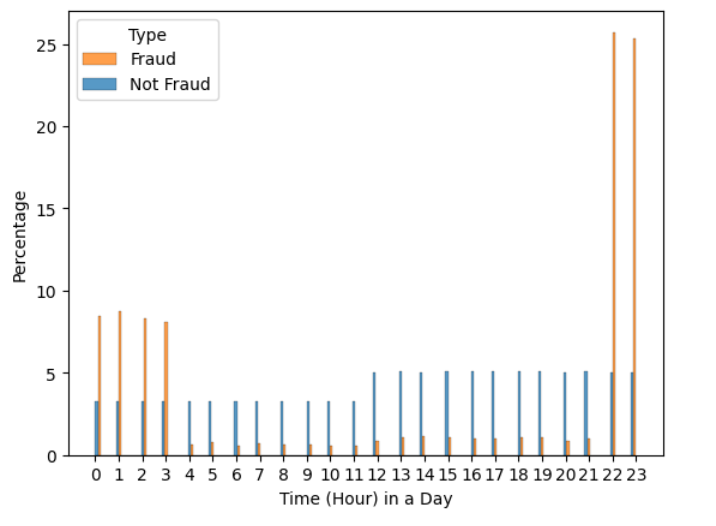 Type
Fraud
Not Fraud
25
20
15
10
5
0
Percentage
0 1 2 3 4 5 6 7 8 9 10 11 12 13 14 15 16 17 18 19 20 21 22 23
Time (Hour) in a Day